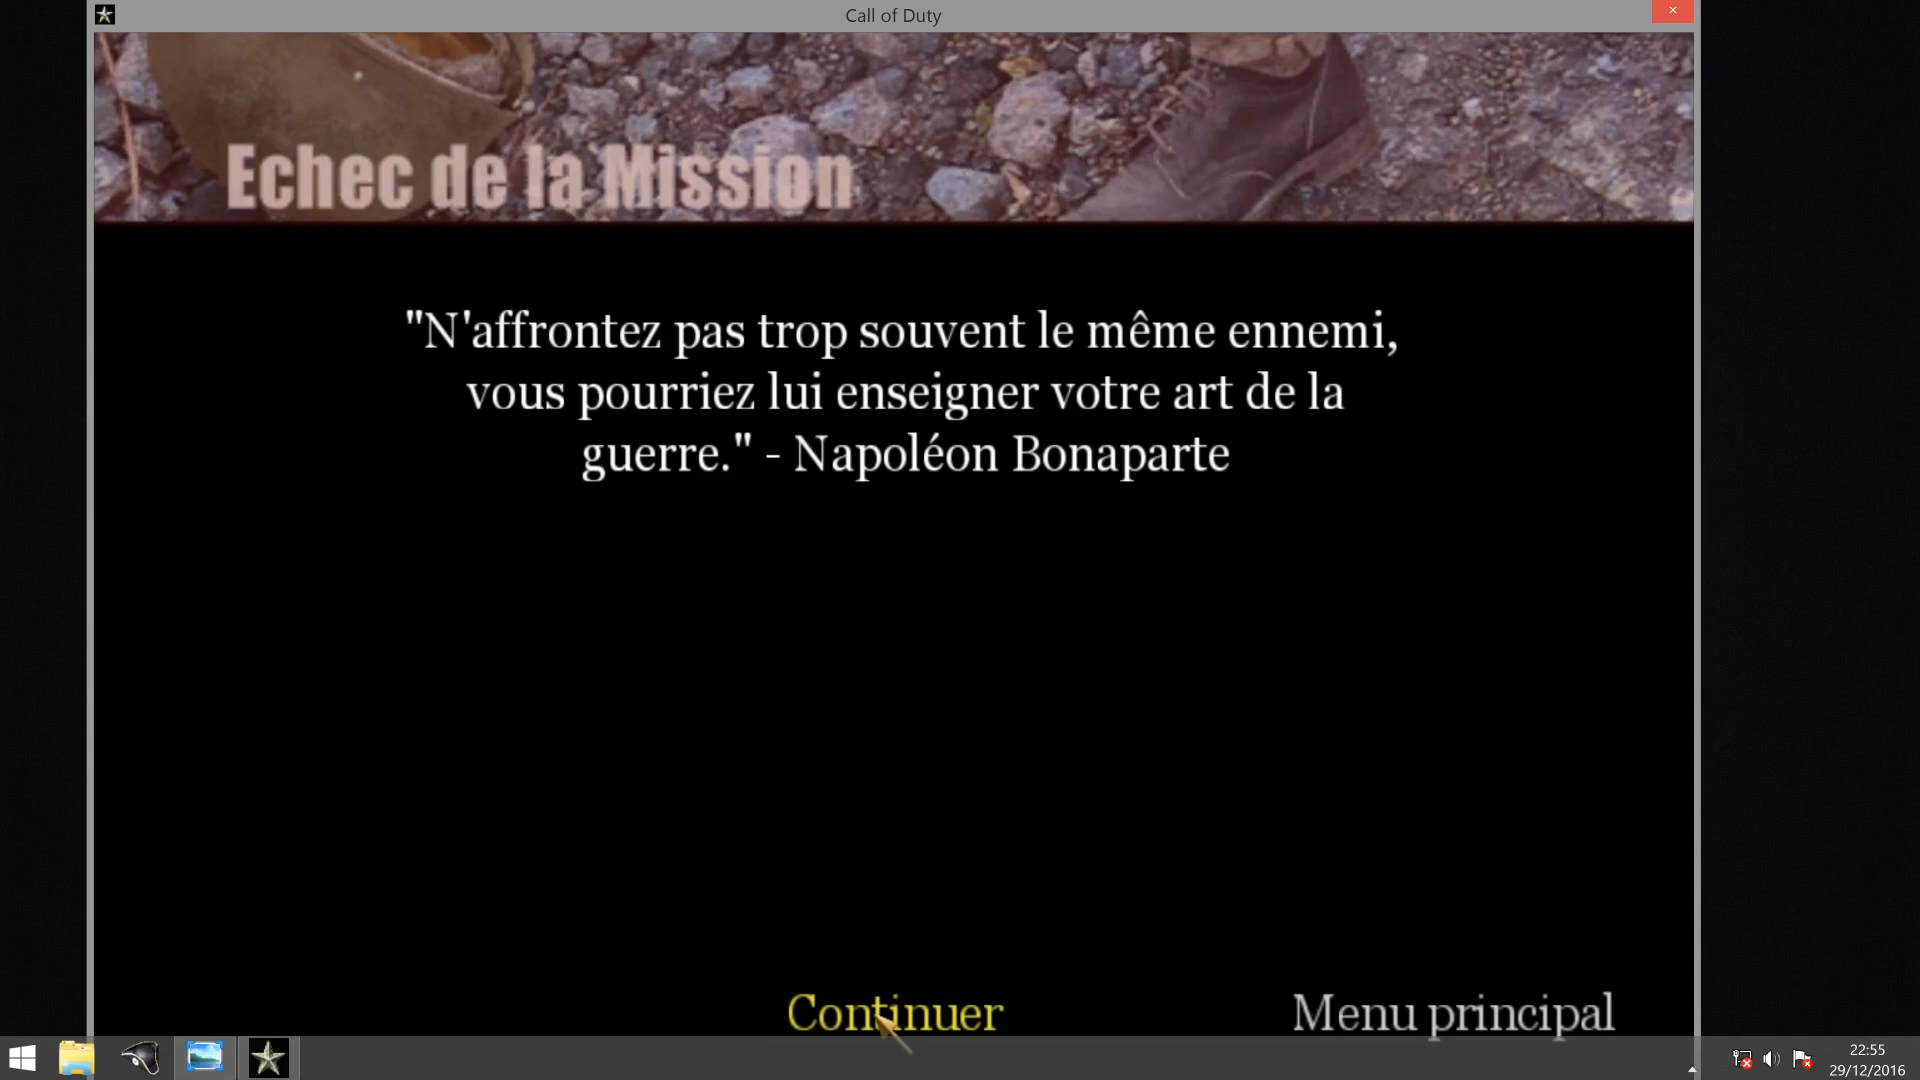 Call of Duty
Echec de la Mission
"N'affrontez pas trop souvent le même ennemi,
vous pourriez lui enseigner votre art de la
guerre." - Napoléon Bonaparte
Continuer
Menu principal
22:55
29/12/2016